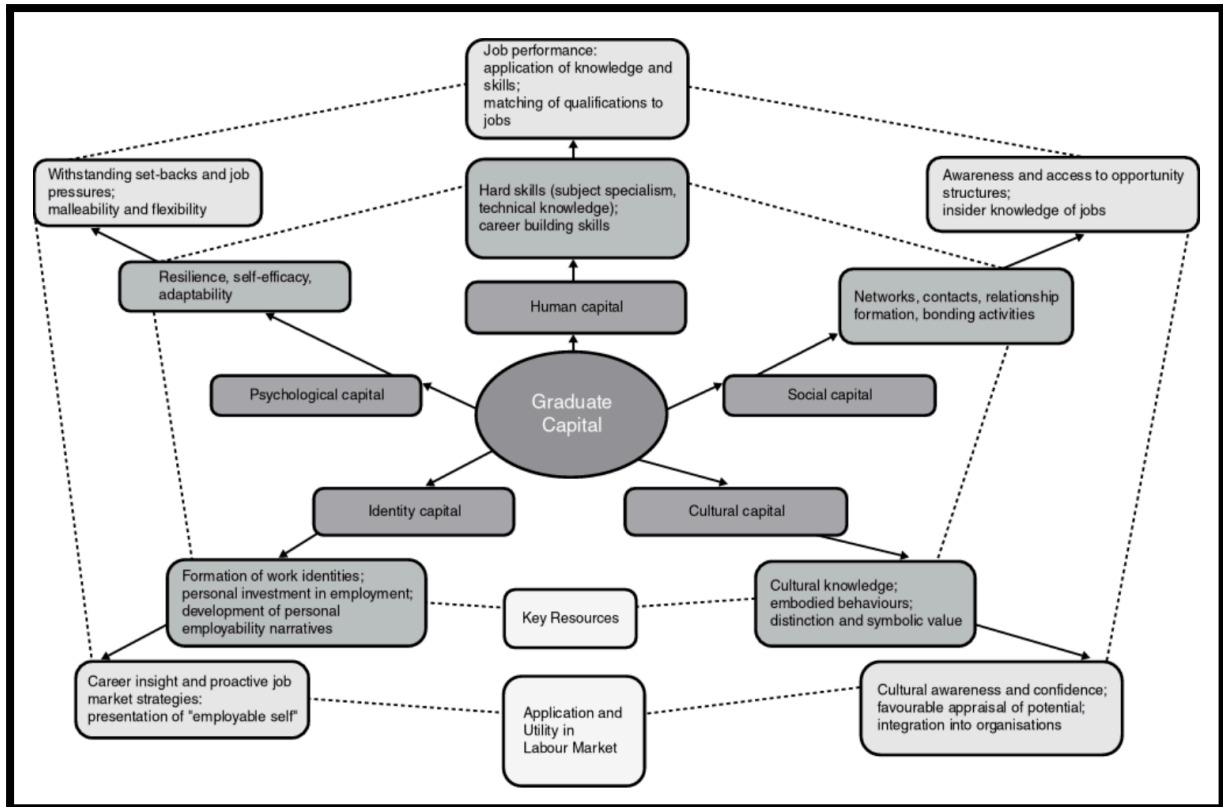 Job performance:
application of knowledge and
skills;
matching of qualifications to
jobs
Withstanding set-backs and job
pressures;
malleability and flexibility
Hard skills (subject specialism,
technical knowledge);
career building skills
Awareness and access to opportunity
structures;
insider knowledge of jobs
Resilience, self-efficacy,
adaptability
Human capital
Networks, contacts, relationship
formation, bonding activities
Psychological capital
Graduate
Capital
Social capital
Identity capital
Cultural capital
Formation of work identities;
personal investment in employment;
development of personal
employability narratives
Key Resources
Cultural knowledge;
embodied behaviours;
distinction and symbolic value
Career insight and proactive job
market strategies:
presentation of "employable self"
Application and
Utility in
Labour Market
Cultural awareness and confidence;
favourable appraisal of potential;
integration into organisations